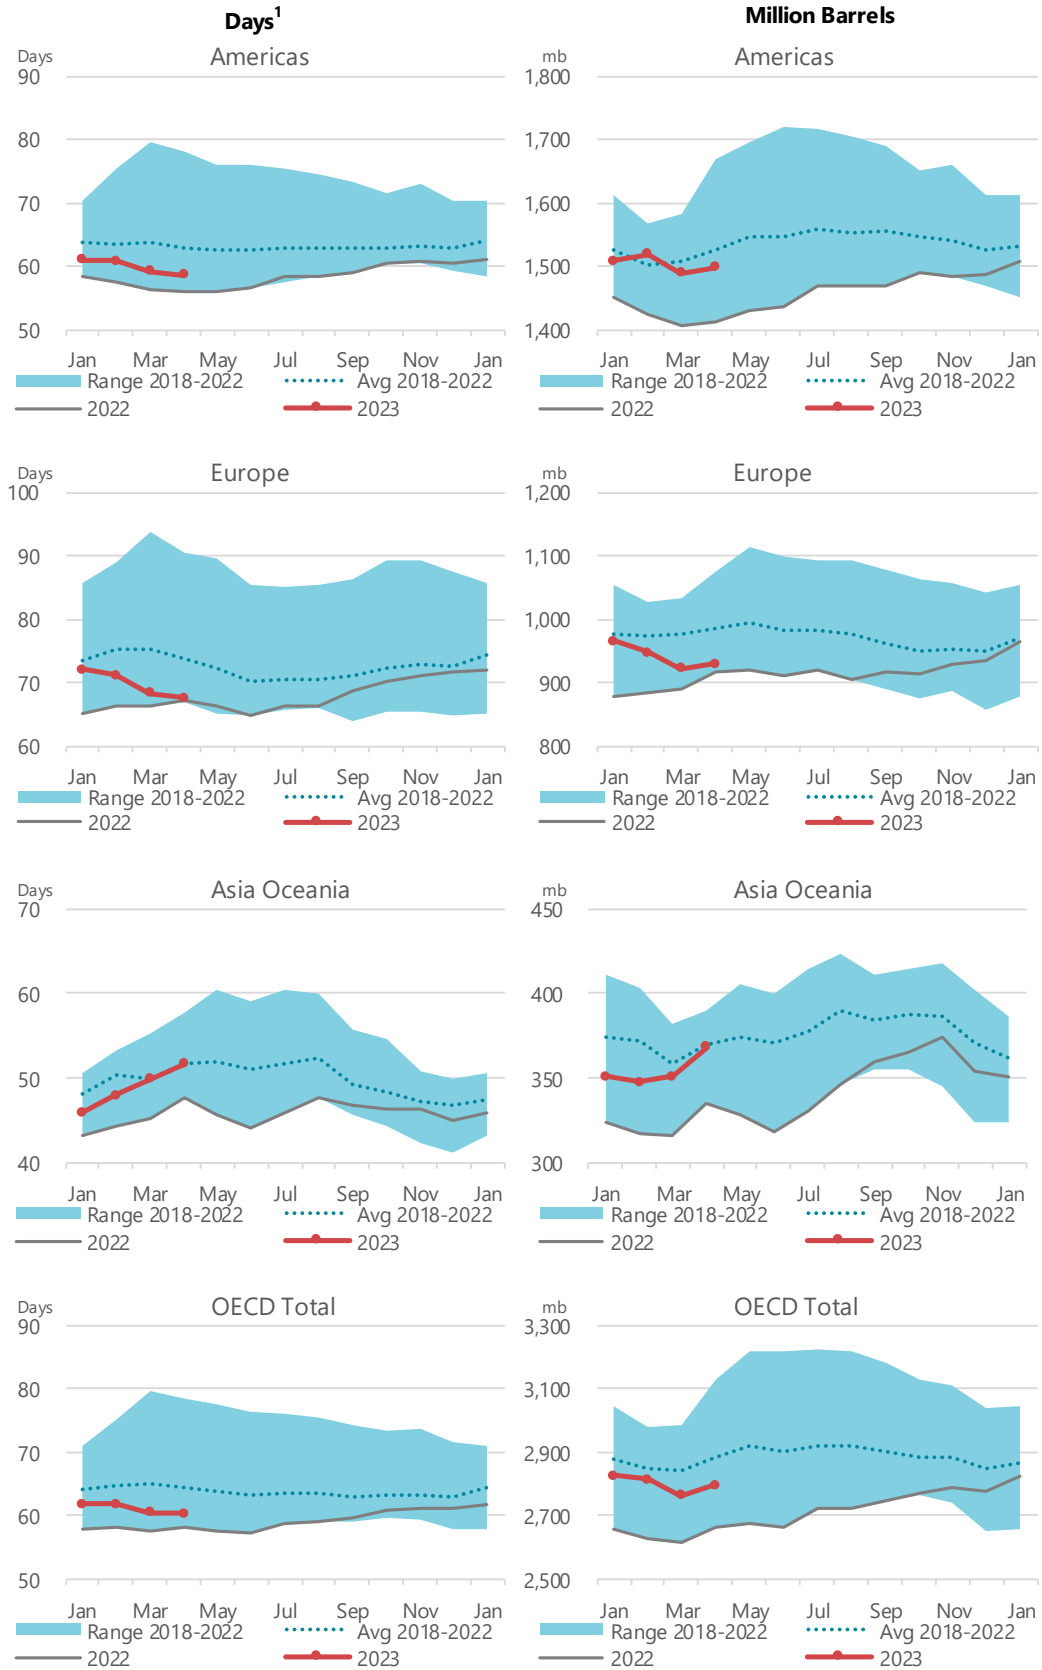 Days¹ Million Barrels
Days Americas mb Americas
90 1,800
80 1,700
70 1,600
60 1,500
50 1,400
Jan Mar May Jul Sep Nov Jan Jan Mar May Jul Sep Nov Jan
Range 2018-2022 Avg 2018-2022 Range 2018-2022 Avg 2018-2022
2022 2023 2022 2023
Days Europe mb Europe
100 1,200
90 1,100
80 1,000
70 900
60 800
Jan Mar May Jul Sep Nov Jan Jan Mar May Jul Sep Nov Jan
Range 2018-2022 Avg 2018-2022 Range 2018-2022 Avg 2018-2022
2022 2023 2022 2023
Days Asia Oceania mb Asia Oceania
70 450
60 400
50 350
40 300
Jan Mar May Jul Sep Nov Jan Jan Mar May Jul Sep Nov Jan
Range 2018-2022 Avg 2018-2022 Range 2018-2022 Avg 2018-2022
2022 2023 2022 2023
Days OECD Total mb OECD Total
90 3,300
80 3,100
70 2,900
60 2,700
50 2,500
Jan Mar May Jul Sep Nov Jan Jan Mar May Jul Sep Nov Jan
Range 2018-2022 Avg 2018-2022 Range 2018-2022 Avg 2018-2022
2022 2023 2022 2023